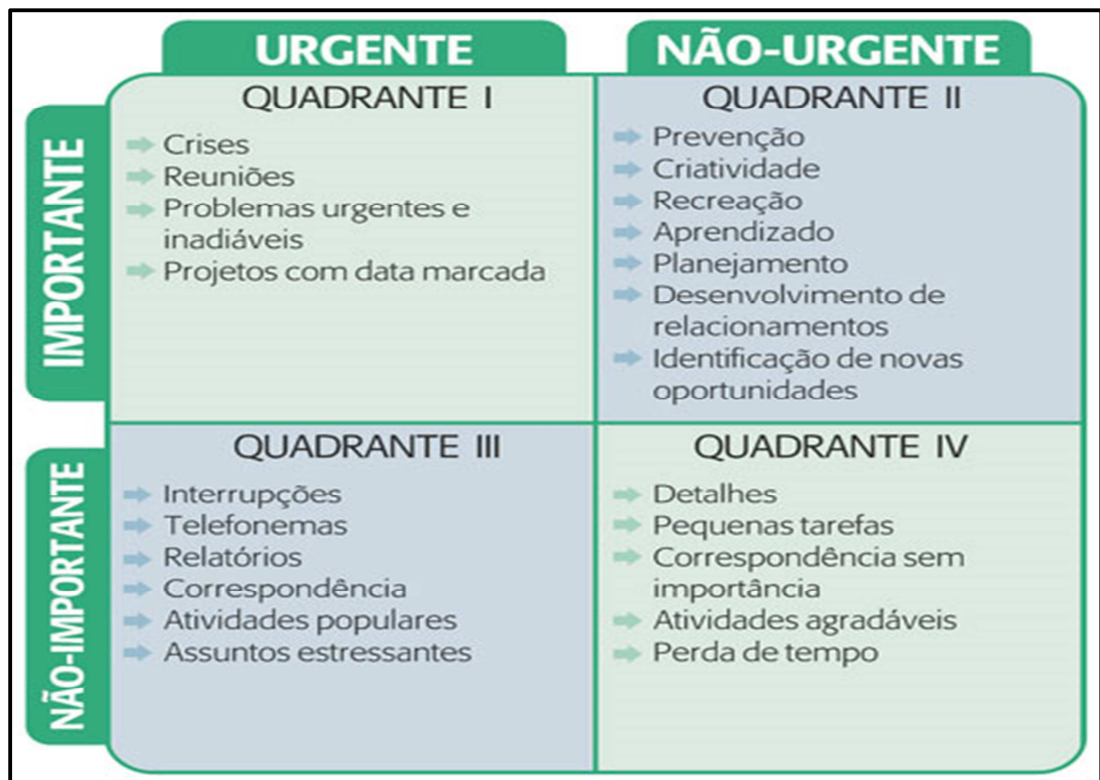 URGENTE
NÃO-URGENTE
IMPORTANTE
QUADRANTE I
Crises
Reuniões
Problemas urgentes e
inadiáveis
Projetos com data marcada
QUADRANTE II
Prevenção
Criatividade
Recreação
Aprendizado
Planejamento
Desenvolvimento de
relacionamentos
Identificação de novas
oportunidades
NÃO-IMPORTANTE
QUADRANTE III
Interrupções
Telefonemas
Relatórios
Correspondência
Atividades populares
Assuntos estressantes
QUADRANTE IV
Detalhes
Pequenas tarefas
Correspondência sem
importância
Atividades agradáveis
Perda de tempo